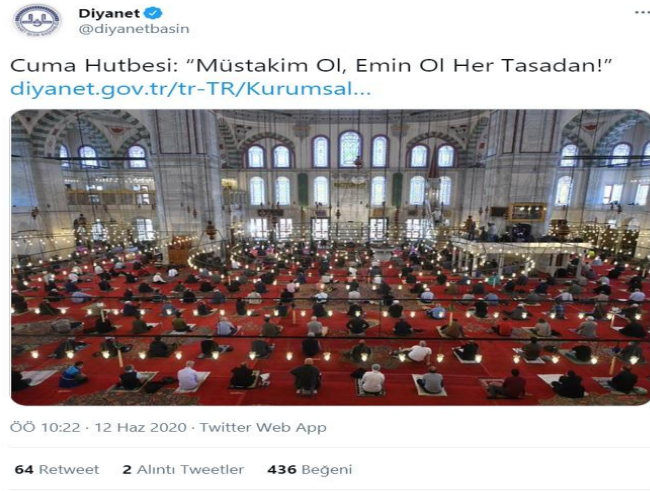 Diyanet
@diyanetbasin
Cuma Hutbesi: “Müstakim Ol, Emin Ol Her Tasadan!”
diyanet.gov.tr/tr-TR/Kurumsal...
ÖÖ 10:22 · 12 Haz 2020 · Twitter Web App
64 Retweet 2 Alıntı Tweetler 436 Beğeni